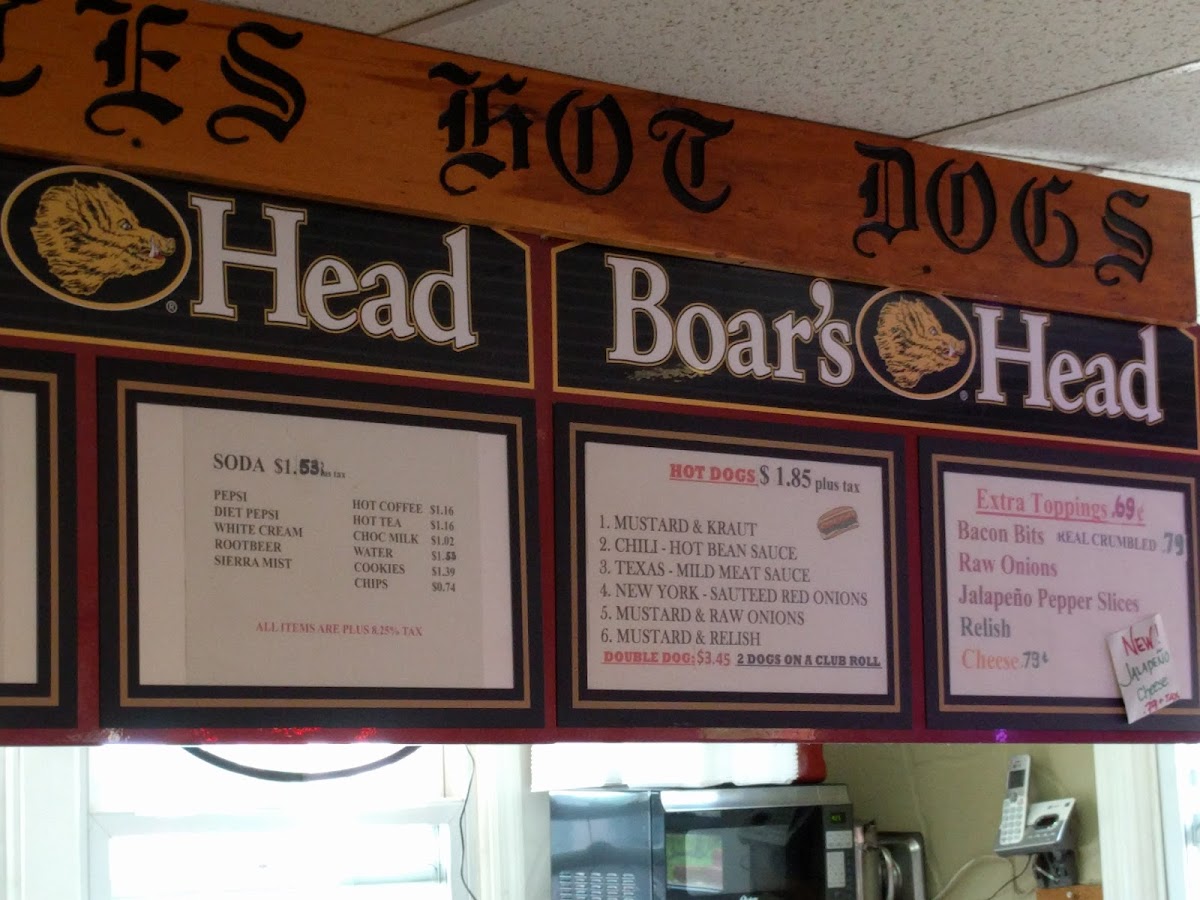 ES HOT DOGS
Head
Boar's Head
SODA $1.53 plus tax
PEPSI
DIET PEPSI
WHITE CREAM
ROOTBEER
SIERRA MIST
HOT COFFEE $1.16
HOT TEA $1.16
CHOC MILK $1.02
WATER $1.53
COOKIES $1.39
CHIPS $0.74
ALL ITEMS ARE PLUS 8.25% TAX
HOT DOGS $1.85 plus tax
1. MUSTARD & KRAUT
2. CHILI - HOT BEAN SAUCE
3. TEXAS - MILD MEAT SAUCE
4. NEW YORK - SAUTEED RED ONIONS
5. MUSTARD & RAW ONIONS
6. MUSTARD & RELISH
DOUBLE DOG: $3.45 2 DOGS ON A CLUB ROLL
Extra Toppings .69¢
Bacon Bits REAL CRUMBLED .79
Raw Onions
Jalapeño Pepper Slices
Relish
Cheese .79¢
NEW!
JALAPEÑO
Cheese
.79 + TAX